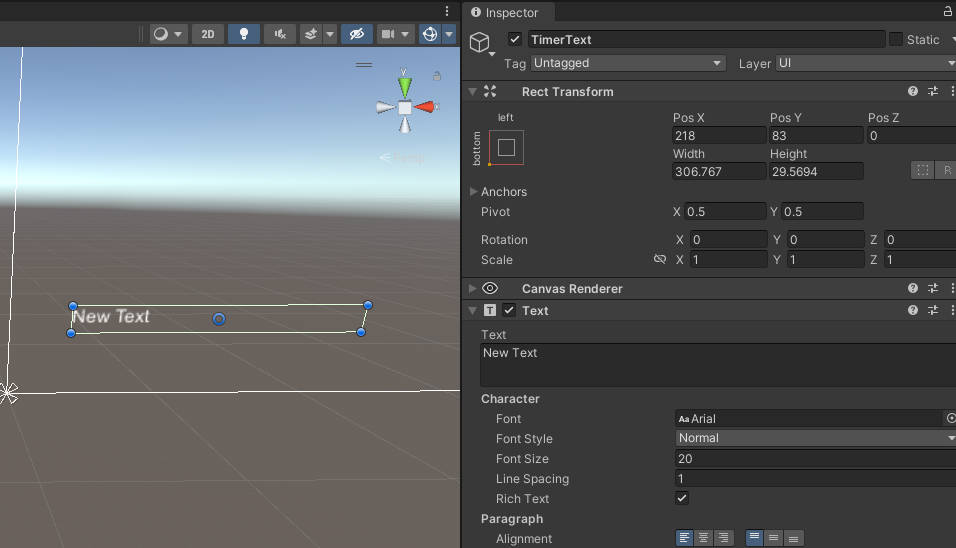 Inspector
2D
TimerText
Static
Tag Untagged
Layer UI
Rect Transform
left
bottom
Pos X Pos Y Pos Z
218 83 0
Width Height
306.767 29.5694
R
Anchors
Pivot X 0.5 Y 0.5
Rotation X 0 Y 0 Z 0
Scale X 1 Y 1 Z 1
Canvas Renderer
T Text
Text
New Text
Character
Font Aa Arial
Font Style Normal
Font Size 20
Line Spacing 1
Rich Text
Paragraph
Alignment
y
x
Persp
New Text